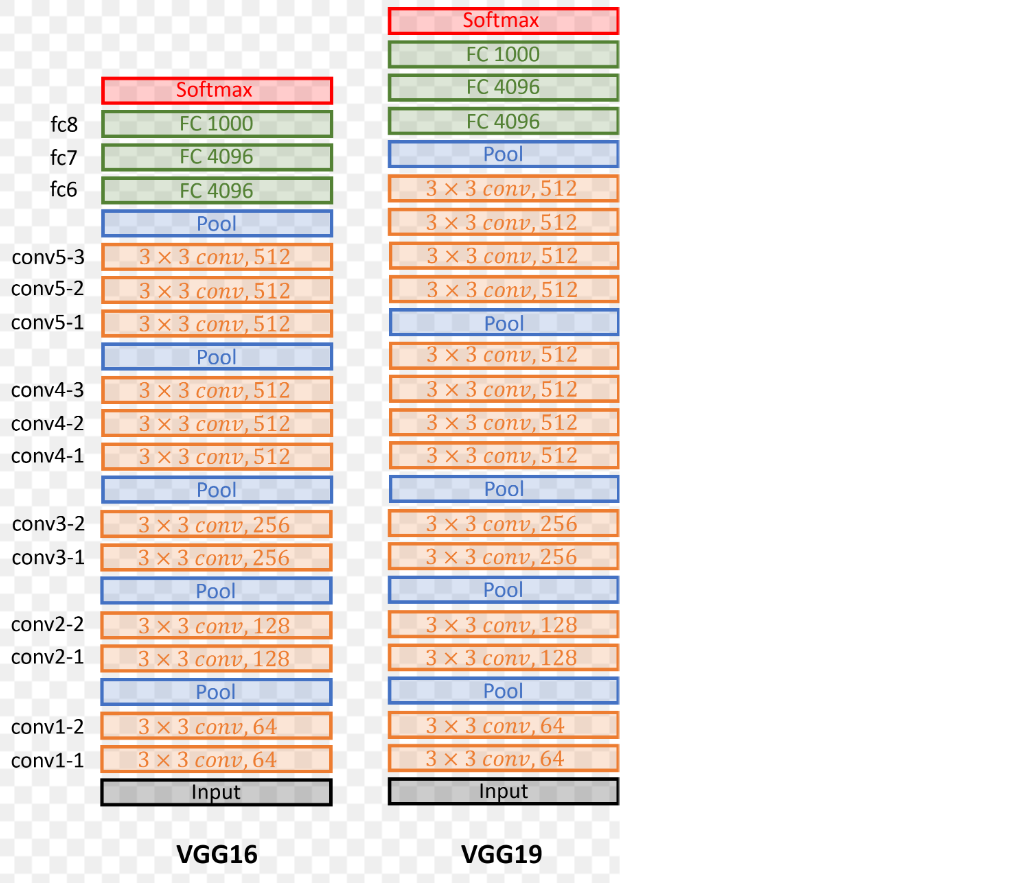 Softmax
fc8 FC 1000
fc7 FC 4096
fc6 FC 4096
Pool
conv5-3 3 × 3 conv, 512
conv5-2 3 × 3 conv, 512
conv5-1 3 × 3 conv, 512
Pool
conv4-3 3 × 3 conv, 512
conv4-2 3 × 3 conv, 512
conv4-1 3 × 3 conv, 512
Pool
conv3-2 3 × 3 conv, 256
conv3-1 3 × 3 conv, 256
Pool
conv2-2 3 × 3 conv, 128
conv2-1 3 × 3 conv, 128
Pool
conv1-2 3 × 3 conv, 64
conv1-1 3 × 3 conv, 64
Input
VGG16
Softmax
FC 1000
FC 4096
FC 4096
Pool
3 × 3 conv, 512
3 × 3 conv, 512
3 × 3 conv, 512
3 × 3 conv, 512
Pool
3 × 3 conv, 512
3 × 3 conv, 512
3 × 3 conv, 512
3 × 3 conv, 512
Pool
3 × 3 conv, 256
3 × 3 conv, 256
Pool
3 × 3 conv, 128
3 × 3 conv, 128
Pool
3 × 3 conv, 64
3 × 3 conv, 64
Input
VGG19